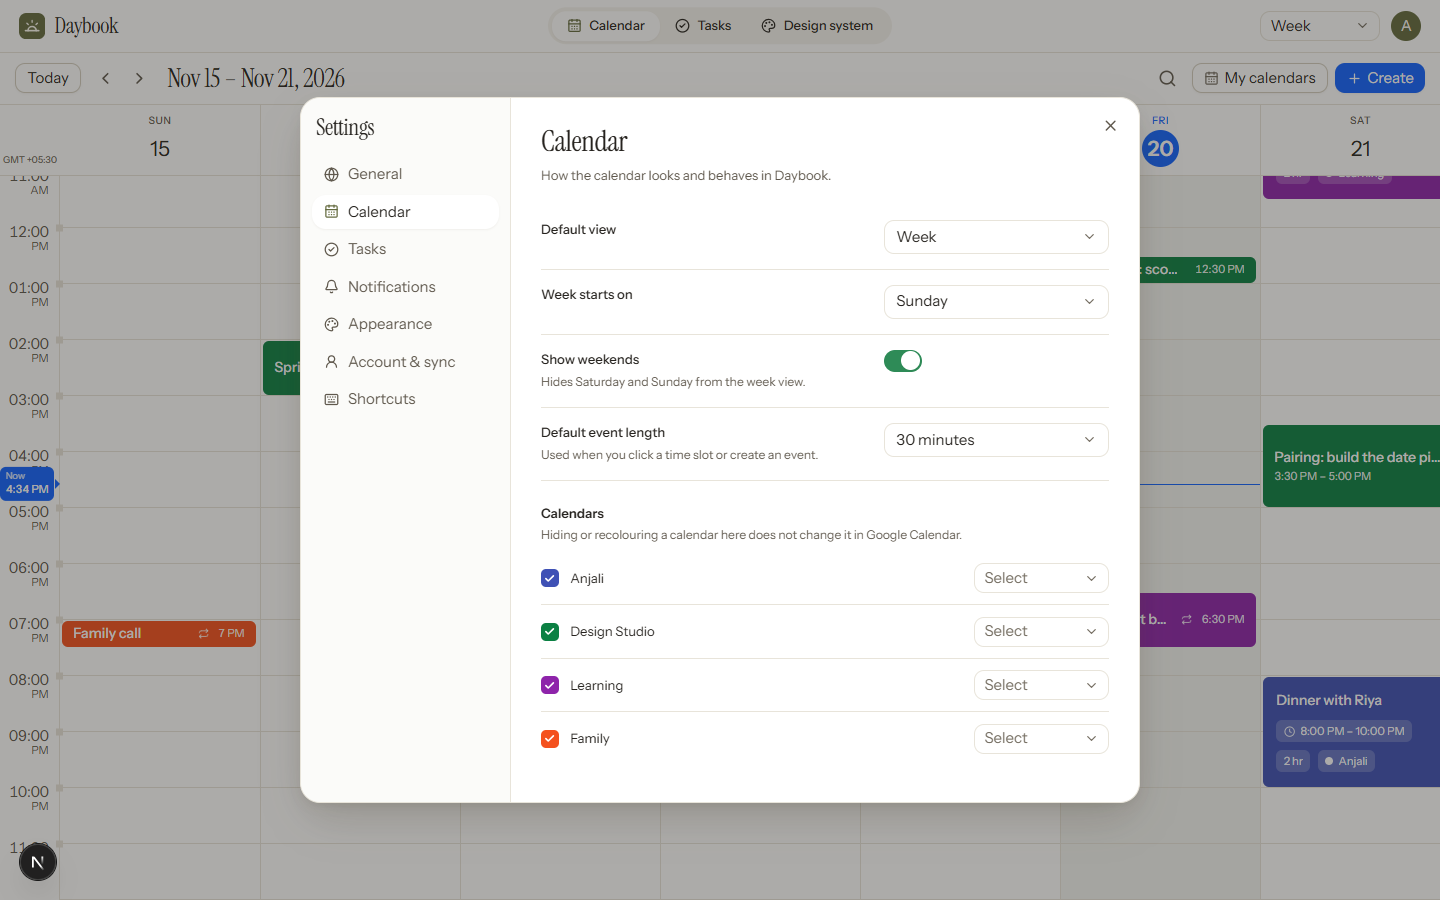 Daybook
Calendar
Tasks
Design system
Week
A
Today
Nov 15 – Nov 21, 2026
My calendars
+ Create
SUN
15
FRI
20
SAT
21
GMT +05:30
11:00
AM
12:00
PM
01:00
PM
02:00
PM
03:00
PM
04:00
Now
4:34 PM
05:00
PM
06:00
PM
07:00
PM
08:00
PM
09:00
PM
10:00
PM
Family call
7 PM
Spri
Settings
General
Calendar
Tasks
Notifications
Appearance
Account & sync
Shortcuts
Calendar
How the calendar looks and behaves in Daybook.
Default view
Week
Week starts on
Sunday
Show weekends
Hides Saturday and Sunday from the week view.
Default event length
30 minutes
Used when you click a time slot or create an event.
Calendars
Hiding or recolouring a calendar here does not change it in Google Calendar.
Anjali
Select
Design Studio
Select
Learning
Select
Family
Select
: sco...
12:30 PM
t b...
6:30 PM
Learning
Pairing: build the date pi...
3:30 PM – 5:00 PM
Dinner with Riya
8:00 PM – 10:00 PM
2 hr
Anjali
N